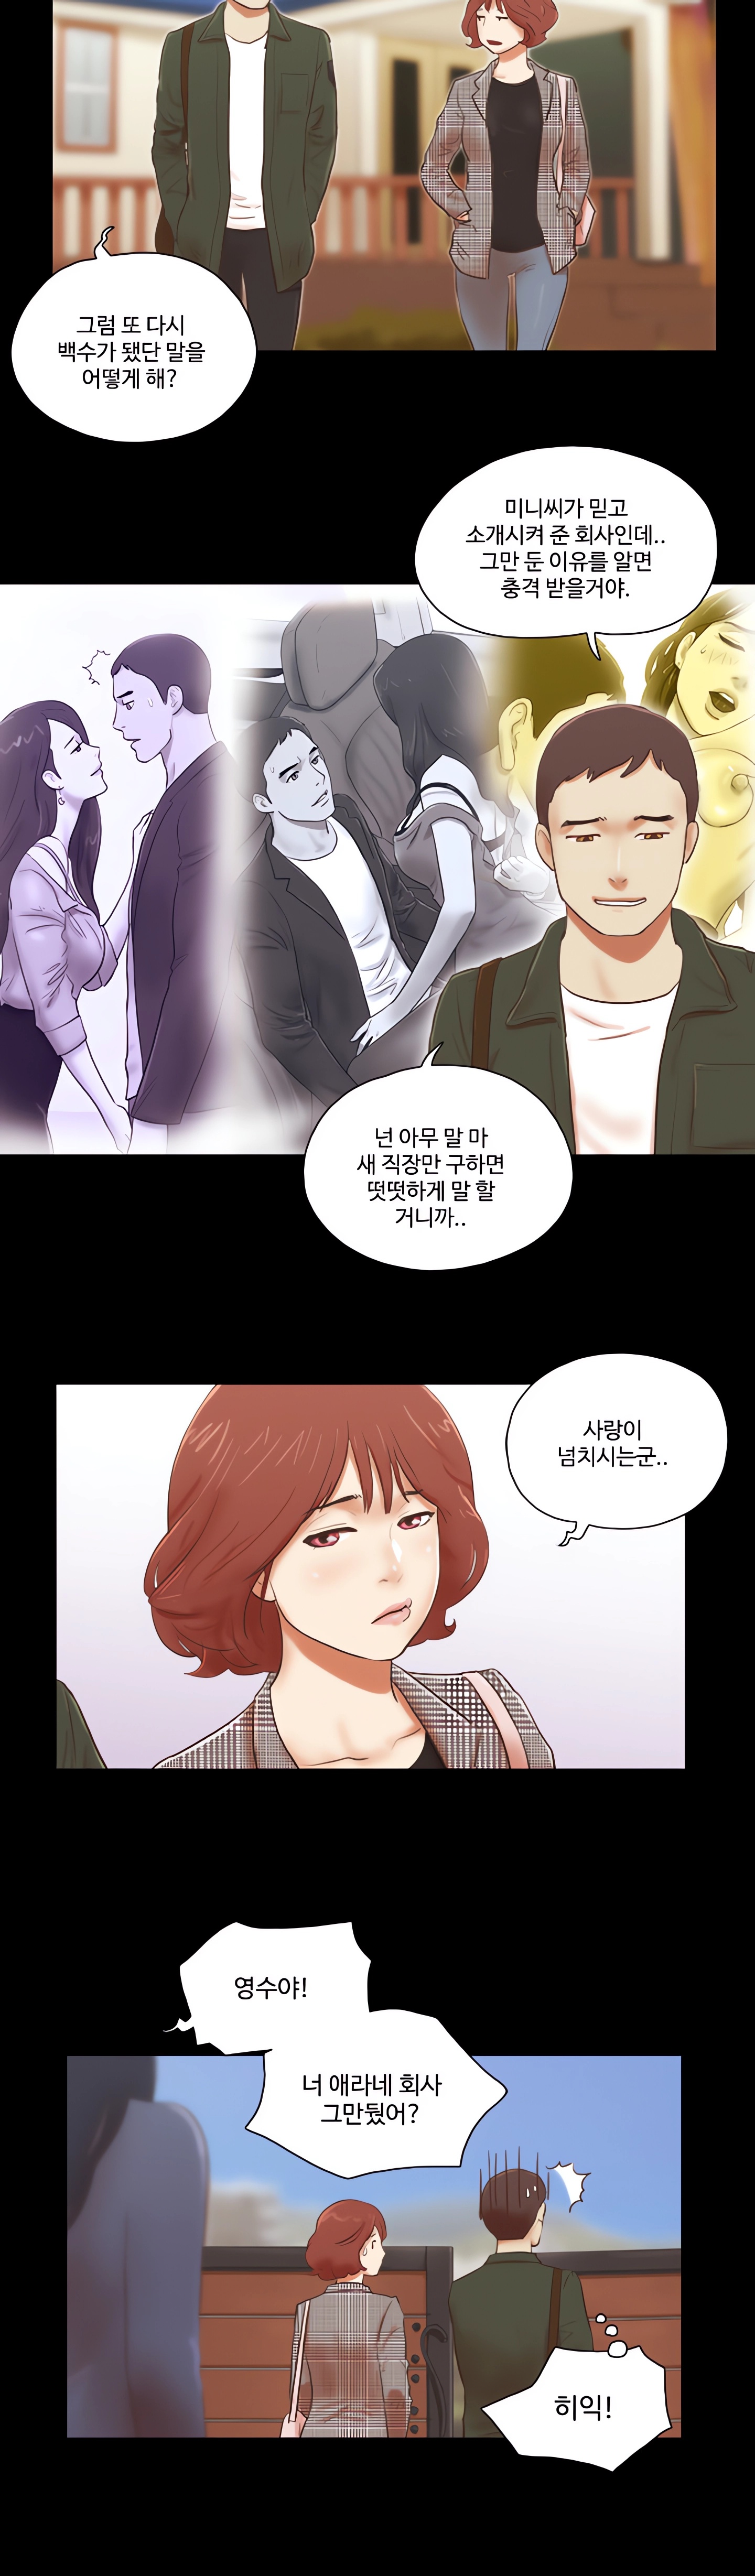 그럼 또 다시
백수가 됐단 말을
어떻게 해?
미니씨가 믿고
소개시켜 준 회사인데..
그만 둔 이유를 알면
충격 받을거야.
넌 아무 말 마
새 직장만 구하면
떳떳하게 말 할
거니까..
사랑이
넘치시는군..
영수야!
너 애라네 회사
그만뒀어?
히익!